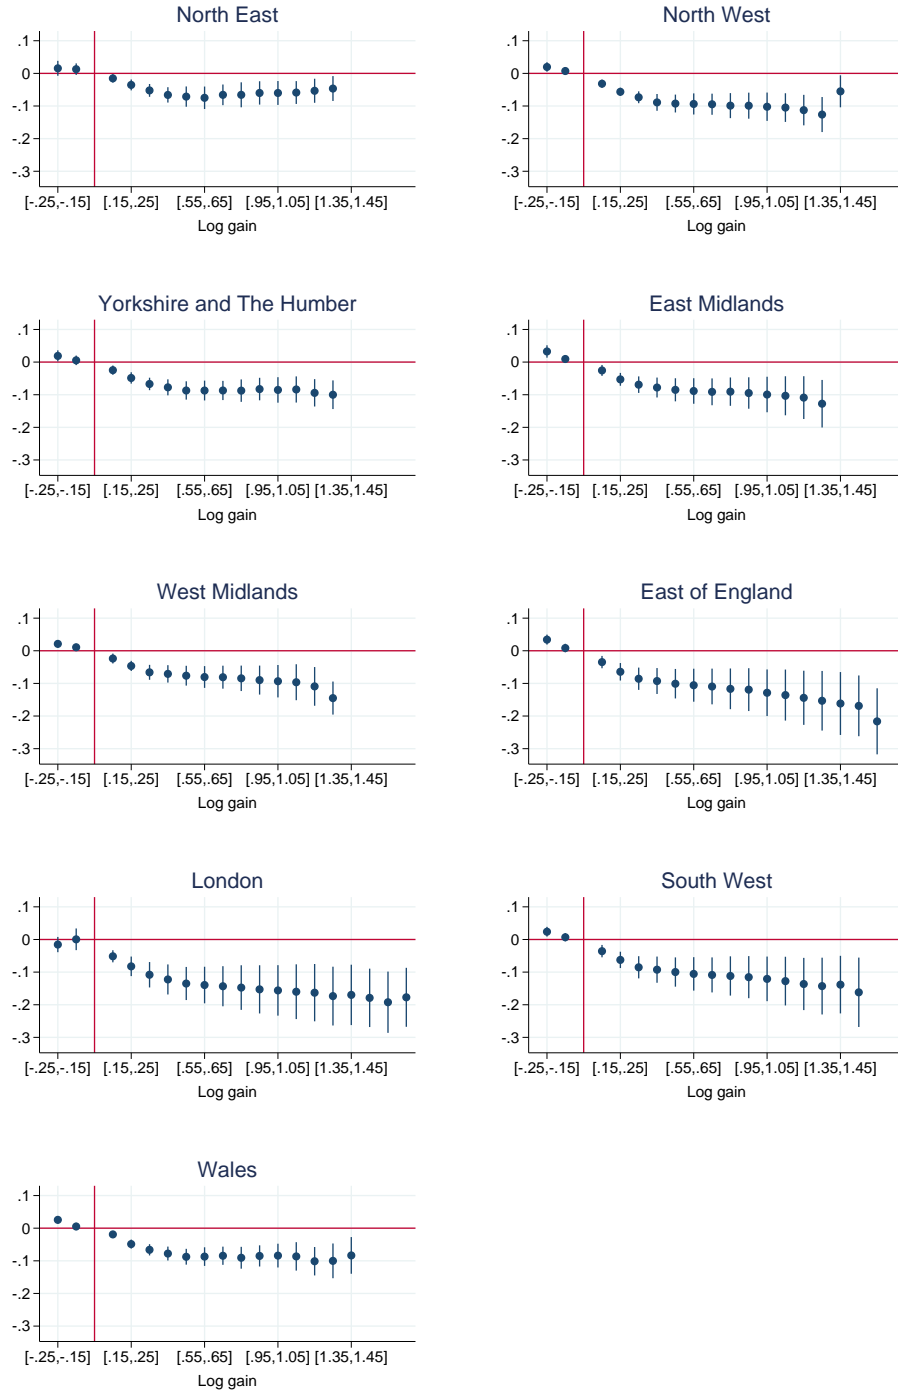 North East
.1
0
-.1
-.2
-.3
[-.25,-.15] [.15,.25] [.55,.65] [.95,1.05] [1.35,1.45]
Log gain
North West
.1
0
-.1
-.2
-.3
[-.25,-.15] [.15,.25] [.55,.65] [.95,1.05] [1.35,1.45]
Log gain
Yorkshire and The Humber
.1
0
-.1
-.2
-.3
[-.25,-.15] [.15,.25] [.55,.65] [.95,1.05] [1.35,1.45]
Log gain
East Midlands
.1
0
-.1
-.2
-.3
[-.25,-.15] [.15,.25] [.55,.65] [.95,1.05] [1.35,1.45]
Log gain
West Midlands
.1
0
-.1
-.2
-.3
[-.25,-.15] [.15,.25] [.55,.65] [.95,1.05] [1.35,1.45]
Log gain
East of England
.1
0
-.1
-.2
-.3
[-.25,-.15] [.15,.25] [.55,.65] [.95,1.05] [1.35,1.45]
Log gain
London
.1
0
-.1
-.2
-.3
[-.25,-.15] [.15,.25] [.55,.65] [.95,1.05] [1.35,1.45]
Log gain
South West
.1
0
-.1
-.2
-.3
[-.25,-.15] [.15,.25] [.55,.65] [.95,1.05] [1.35,1.45]
Log gain
Wales
.1
0
-.1
-.2
-.3
[-.25,-.15] [.15,.25] [.55,.65] [.95,1.05] [1.35,1.45]
Log gain